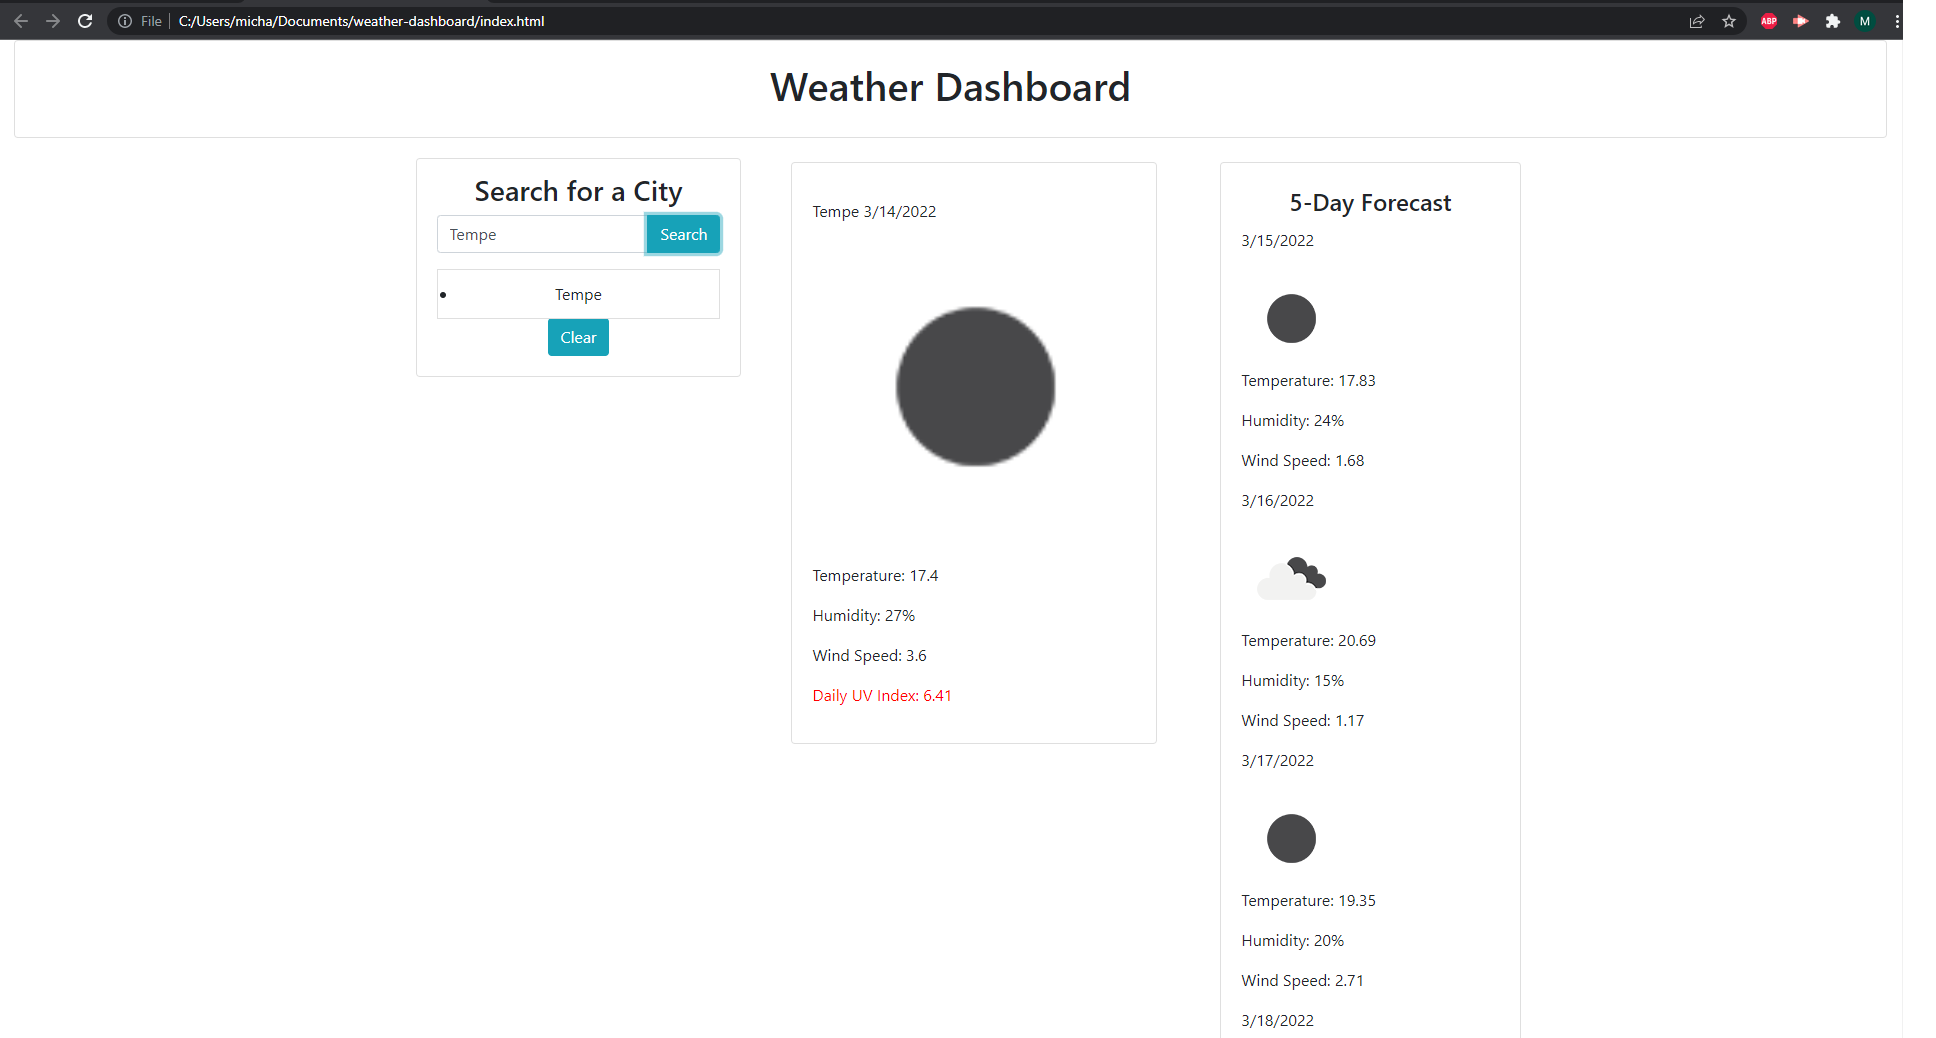 File C:/Users/micha/Documents/weather-dashboard/index.html
ABP
M
Weather Dashboard
Search for a City
Tempe Search
Tempe
Clear
Tempe 3/14/2022
Temperature: 17.4
Humidity: 27%
Wind Speed: 3.6
Daily UV Index: 6.41
5-Day Forecast
3/15/2022
Temperature: 17.83
Humidity: 24%
Wind Speed: 1.68
3/16/2022
Temperature: 20.69
Humidity: 15%
Wind Speed: 1.17
3/17/2022
Temperature: 19.35
Humidity: 20%
Wind Speed: 2.71
3/18/2022